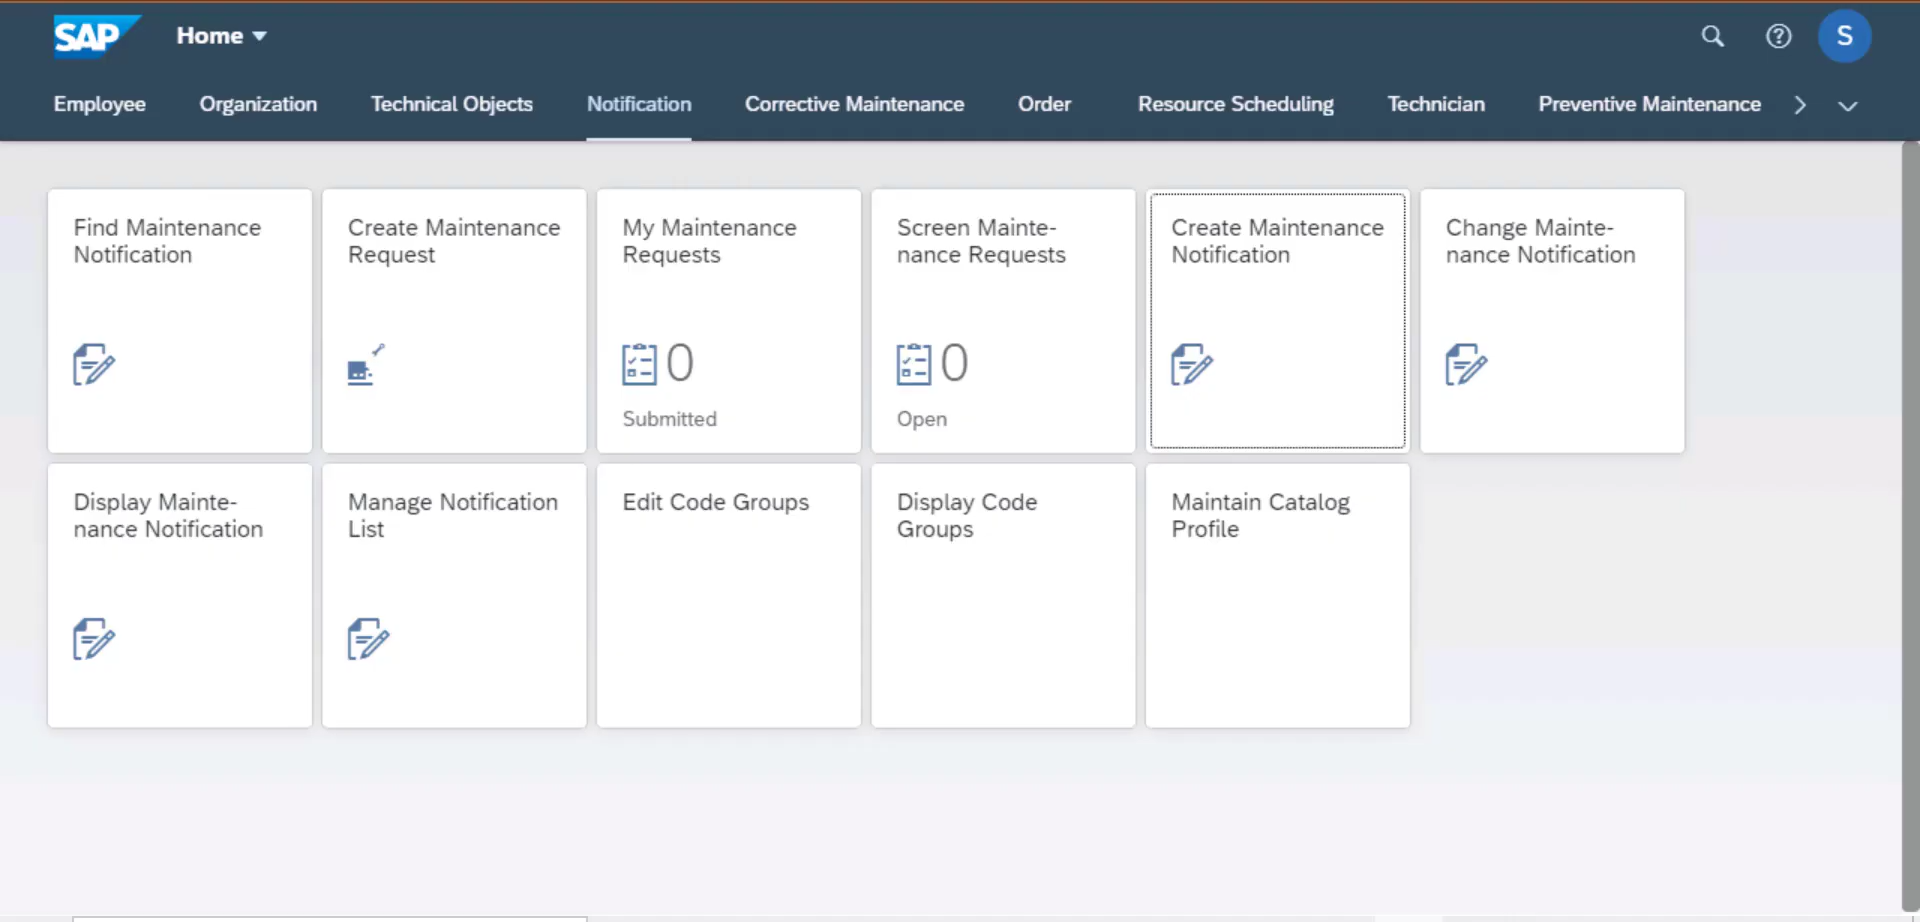 SAP
Home
S
Employee
Organization
Technical Objects
Notification
Corrective Maintenance
Order
Resource Scheduling
Technician
Preventive Maintenance
Find Maintenance
Notification
Create Maintenance
Request
My Maintenance
Requests
0
Submitted
Screen Mainte-
nance Requests
0
Open
Create Maintenance
Notification
Change Mainte-
nance Notification
Display Mainte-
nance Notification
Manage Notification
List
Edit Code Groups
Display Code
Groups
Maintain Catalog
Profile